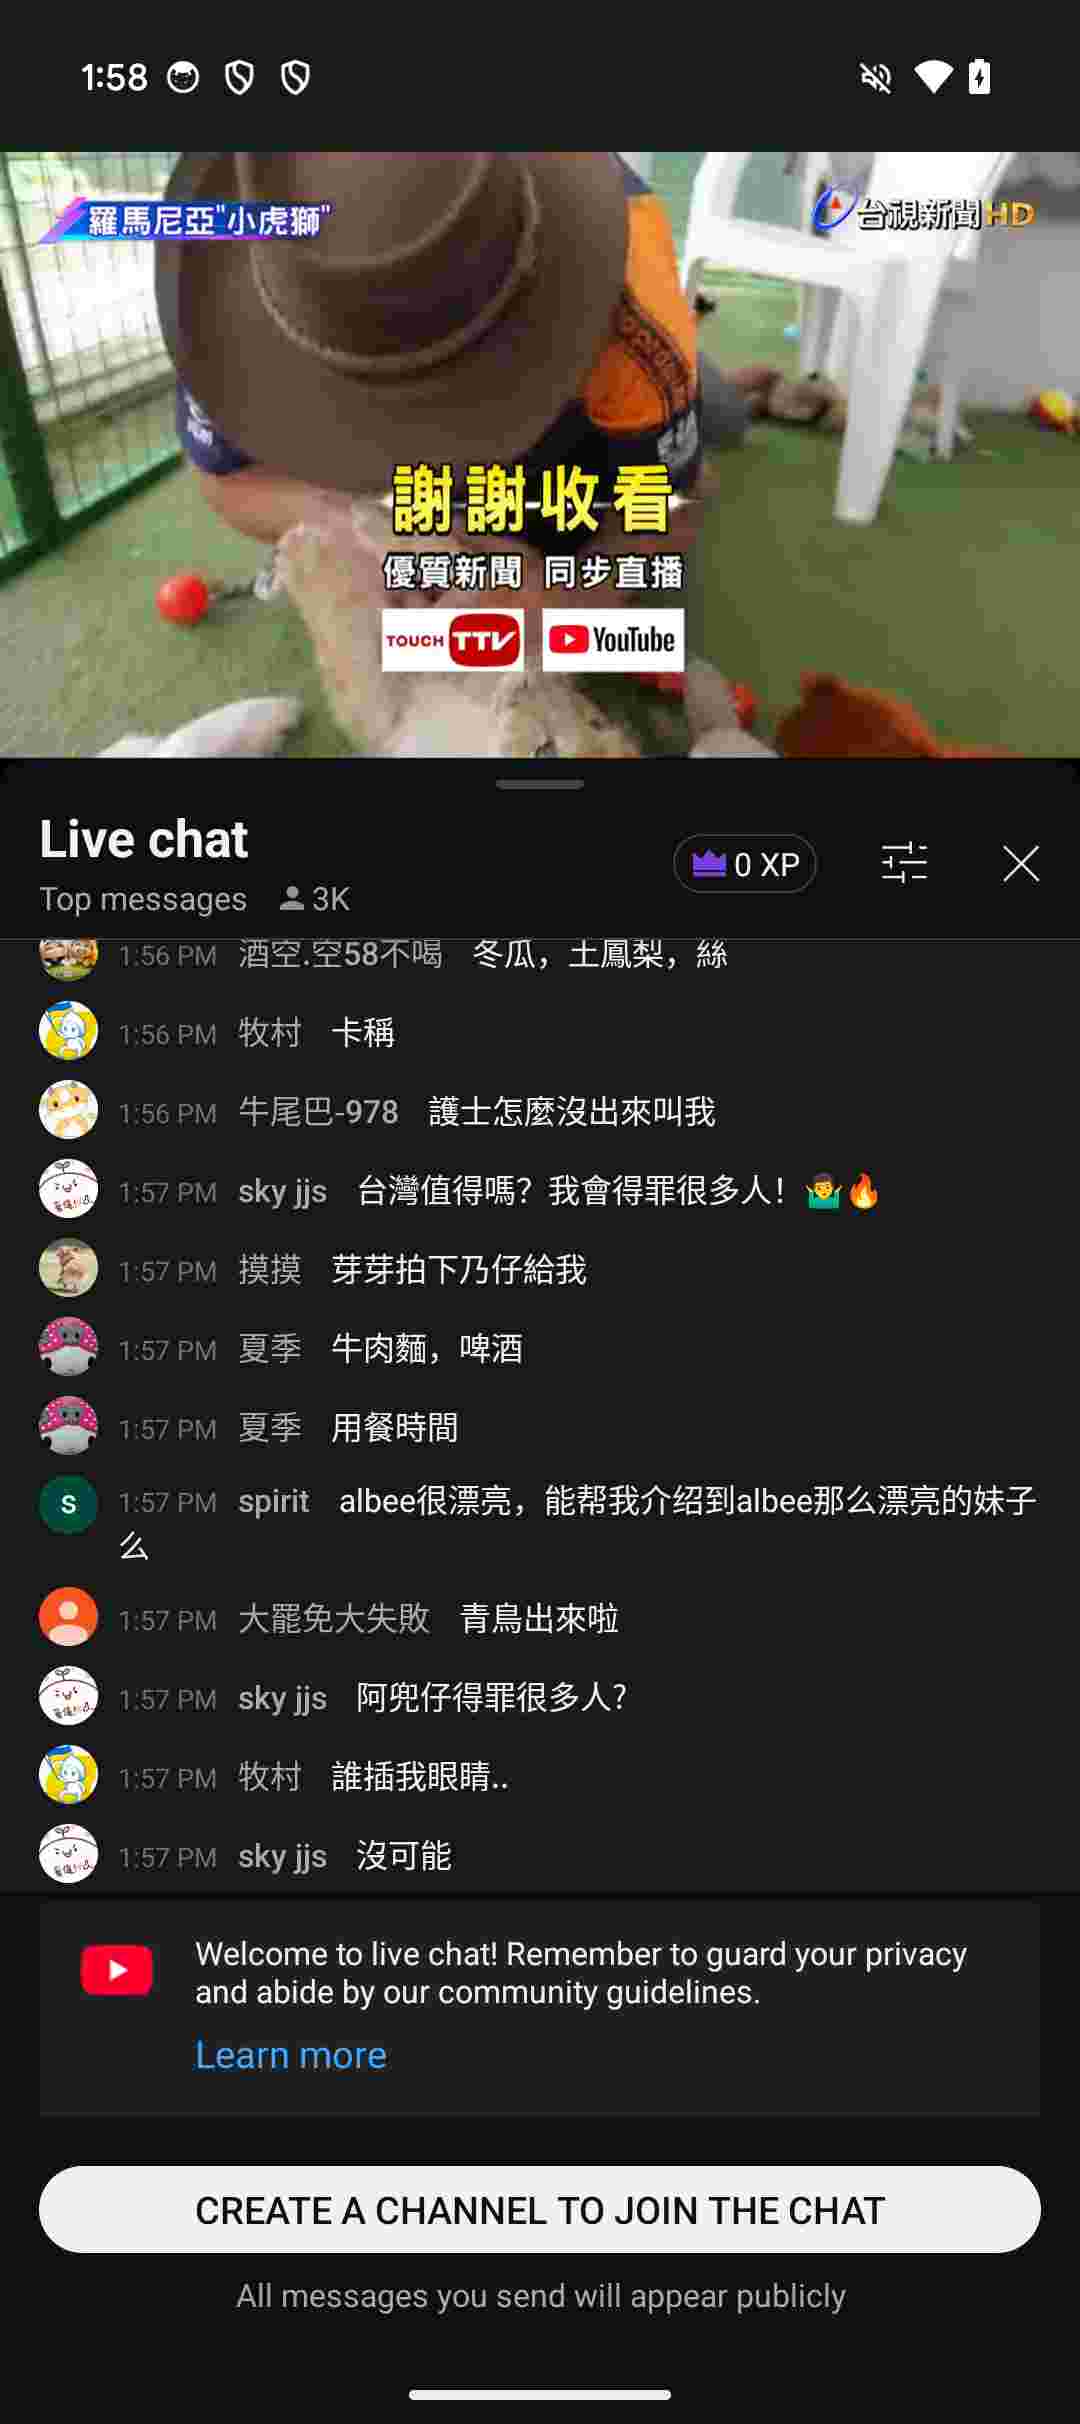 1:58
羅馬尼亞"小虎獅"
台視新聞HD
謝謝收看
優質新聞 同步直播
TOUCH TTV YouTube
Live chat
Top messages 3K
0 XP
1:56 PM 酒空.空58不喝 冬瓜，土鳳梨，絲
1:56 PM 牧村 卡稱
1:56 PM 牛尾巴-978 護士怎麼沒出來叫我
1:57 PM sky jjs 台灣值得嗎？我會得罪很多人！🤷‍♂️🔥
1:57 PM 摸摸 芽芽拍下乃仔給我
1:57 PM 夏季 牛肉麵，啤酒
1:57 PM 夏季 用餐時間
S 1:57 PM spirit albee很漂亮，能帮我介绍到albee那么漂亮的妹子
么
1:57 PM 大罷免大失敗 青鳥出來啦
1:57 PM sky jjs 阿兜仔得罪很多人?
1:57 PM 牧村 誰插我眼睛..
1:57 PM sky jjs 沒可能
Welcome to live chat! Remember to guard your privacy
and abide by our community guidelines.
Learn more
CREATE A CHANNEL TO JOIN THE CHAT
All messages you send will appear publicly